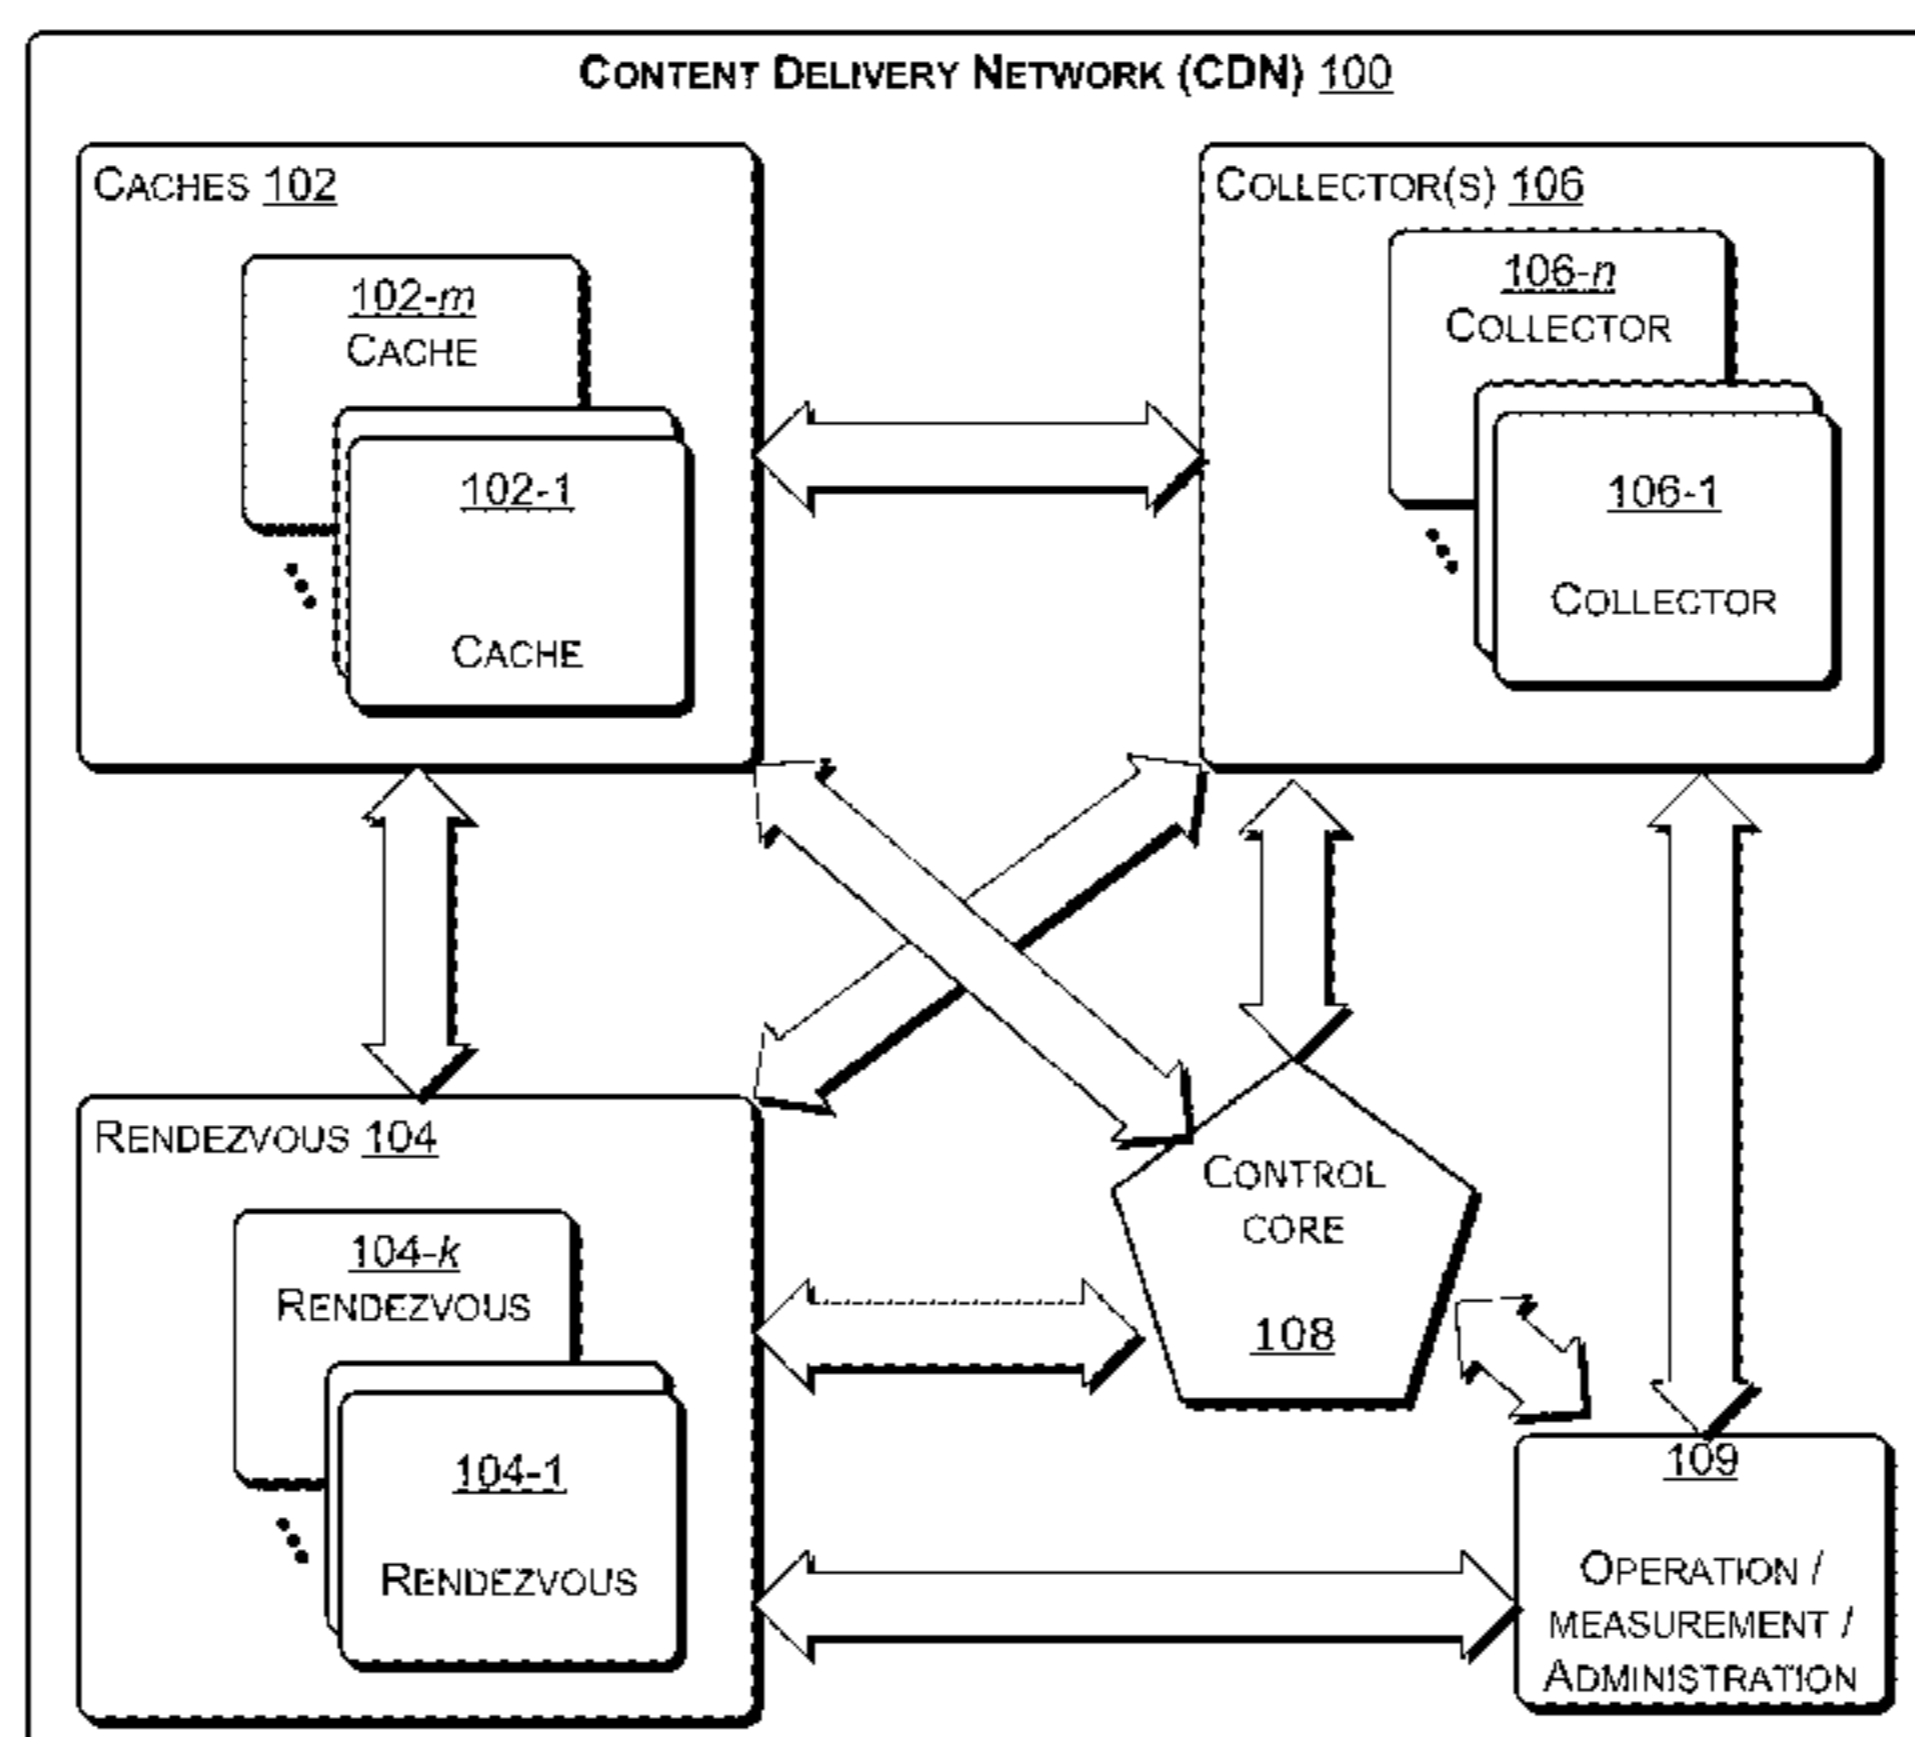 CONTENT DELIVERY NETWORK (CDN) 100
CACHES 102
102-m
CACHE
102-1
CACHE
COLLECTOR(S) 106
106-n
COLLECTOR
106-1
COLLECTOR
RENDEZVOUS 104
104-k
RENDEZVOUS
104-1
RENDEZVOUS
CONTROL
CORE
108
109
OPERATION /
MEASUREMENT /
ADMINISTRATION